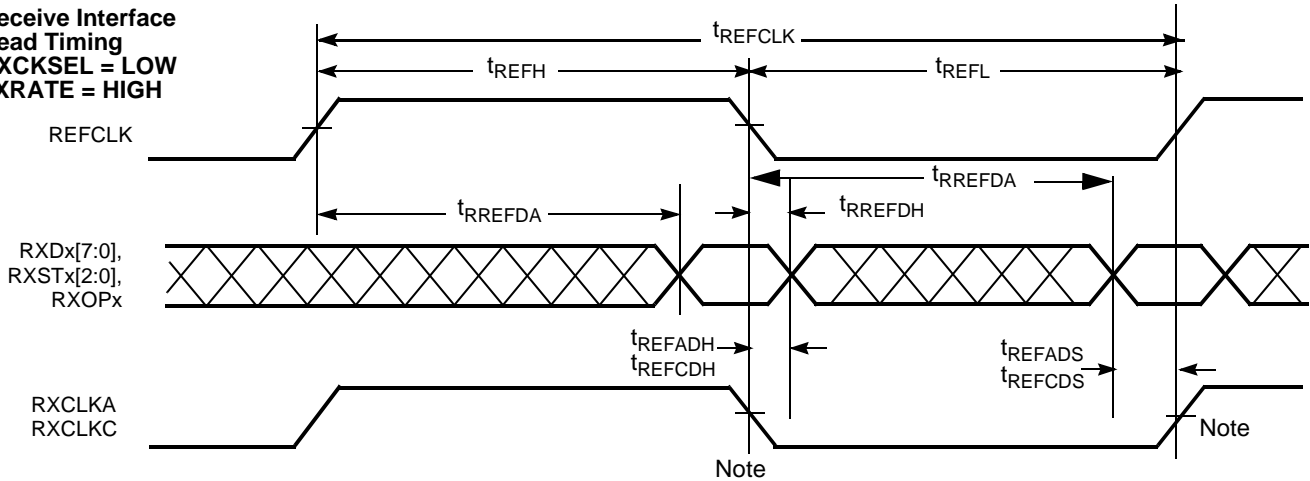 eceive Interface
ead Timing
XCKSEL = LOW
XRATE = HIGH
tREFCLK
tREFH
tREFL
REFCLK
tRREFDA
tRREFDA
tRREFDH
RXDx[7:0],
RXSTx[2:0],
RXOPx
tREFADH
tREFCDH
tREFADS
tREFCDS
RXCLKA
RXCLKC
Note
Note